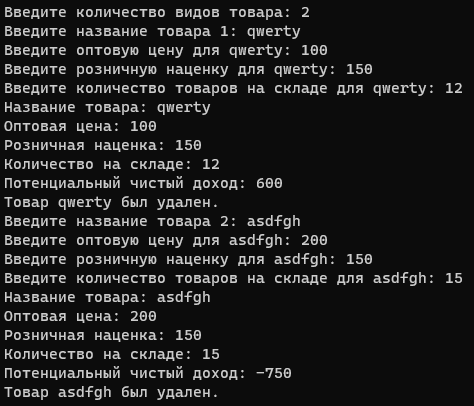 Введите количество видов товара: 2
Введите название товара 1: qwerty
Введите оптовую цену для qwerty: 100
Введите розничную наценку для qwerty: 150
Введите количество товаров на складе для qwerty: 12
Название товара: qwerty
Оптовая цена: 100
Розничная наценка: 150
Количество на складе: 12
Потенциальный чистый доход: 600
Товар qwerty был удален.
Введите название товара 2: asdfgh
Введите оптовую цену для asdfgh: 200
Введите розничную наценку для asdfgh: 150
Введите количество товаров на складе для asdfgh: 15
Название товара: asdfgh
Оптовая цена: 200
Розничная наценка: 150
Количество на складе: 15
Потенциальный чистый доход: -750
Товар asdfgh был удален.